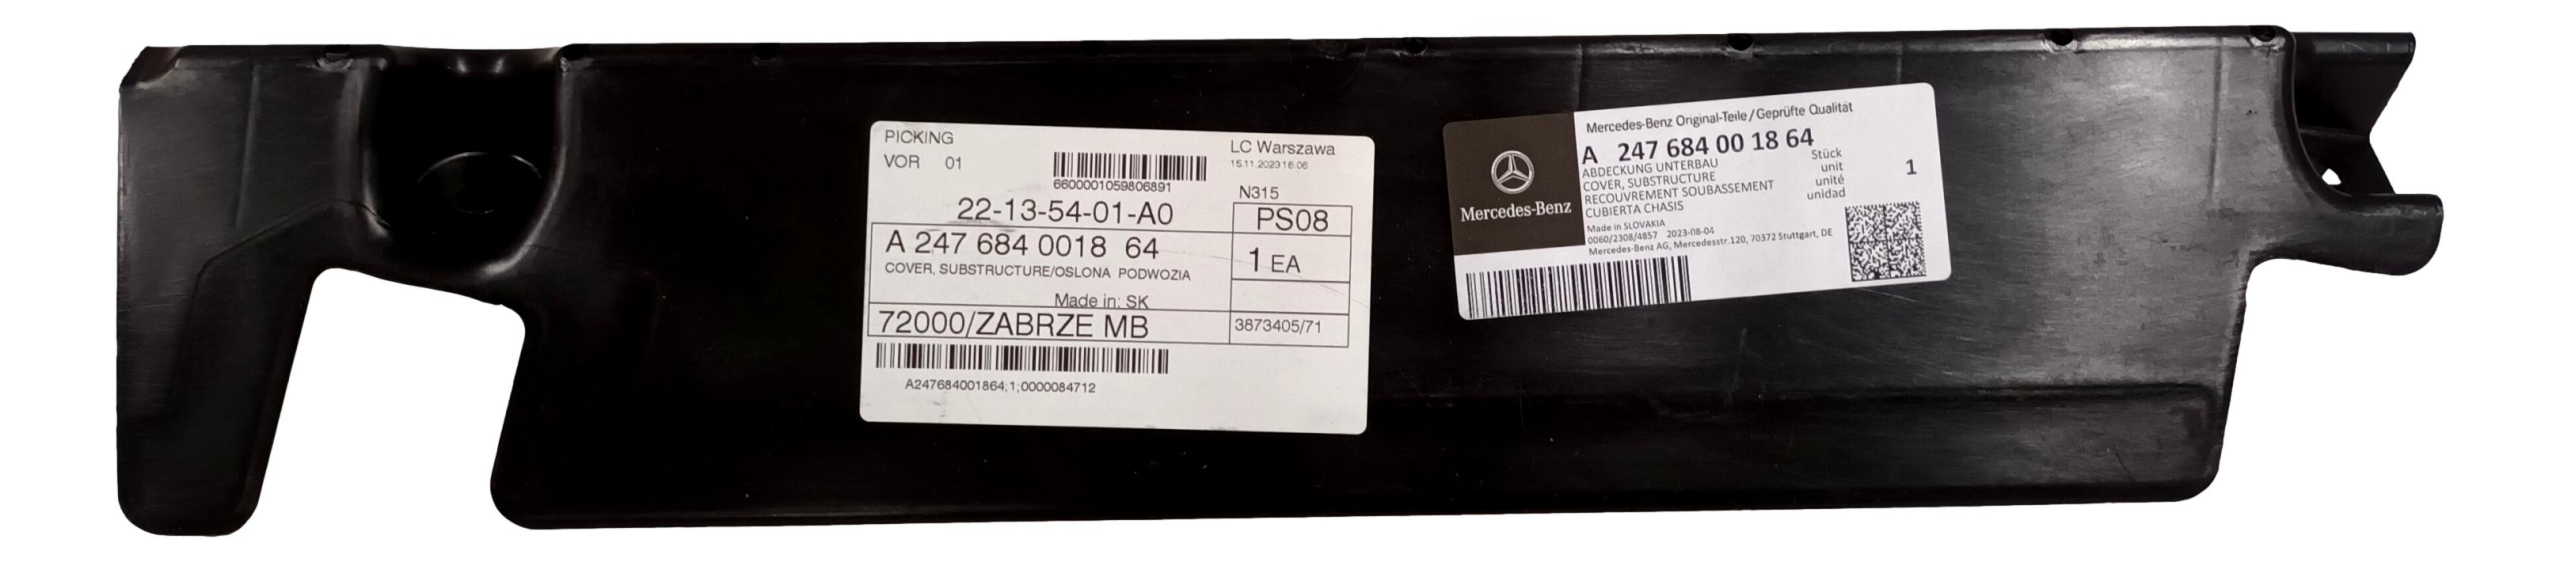 PICKING
LC Warszawa
VOR 01
15.11.2023 16:06
6600001059806891
N315
22-13-54-01-A0
PS08
A 247 684 0018 64
1 EA
COVER, SUBSTRUCTURE/OSLONA PODWOZIA
Made in: SK
72000/ZABRZE MB
3873405/71
A247684001864;1;0000084712
Mercedes-Benz Original-Teile/Geprüfte Qualität
A 247 684 00 18 64
ABDECKUNG UNTERBAU
Stück
COVER, SUBSTRUCTURE
unit
1
RECOUVREMENT SOUBASSEMENT
unité
CUBIERTA CHASIS
unidad
Mercedes-Benz
Made in SLOVAKIA
0060/2308/4857 2023-08-04
Mercedes-Benz AG, Mercedesstr.120, 70372 Stuttgart, DE